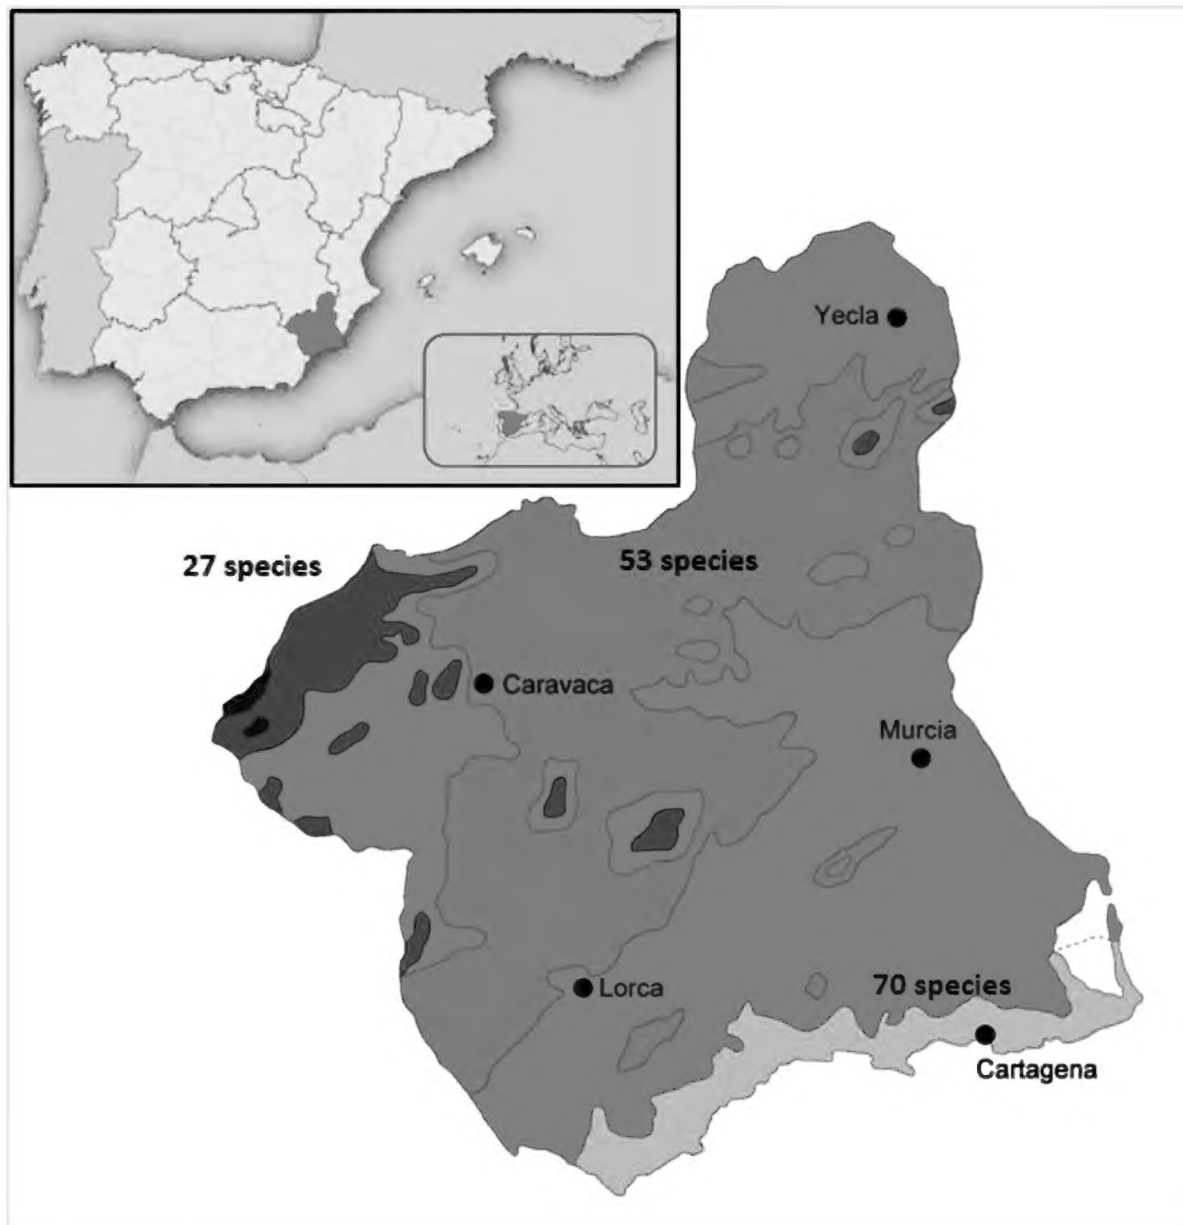 Yecla
27 species
53 species
Caravaca
Murcia
70 species
Lorca
Cartagena